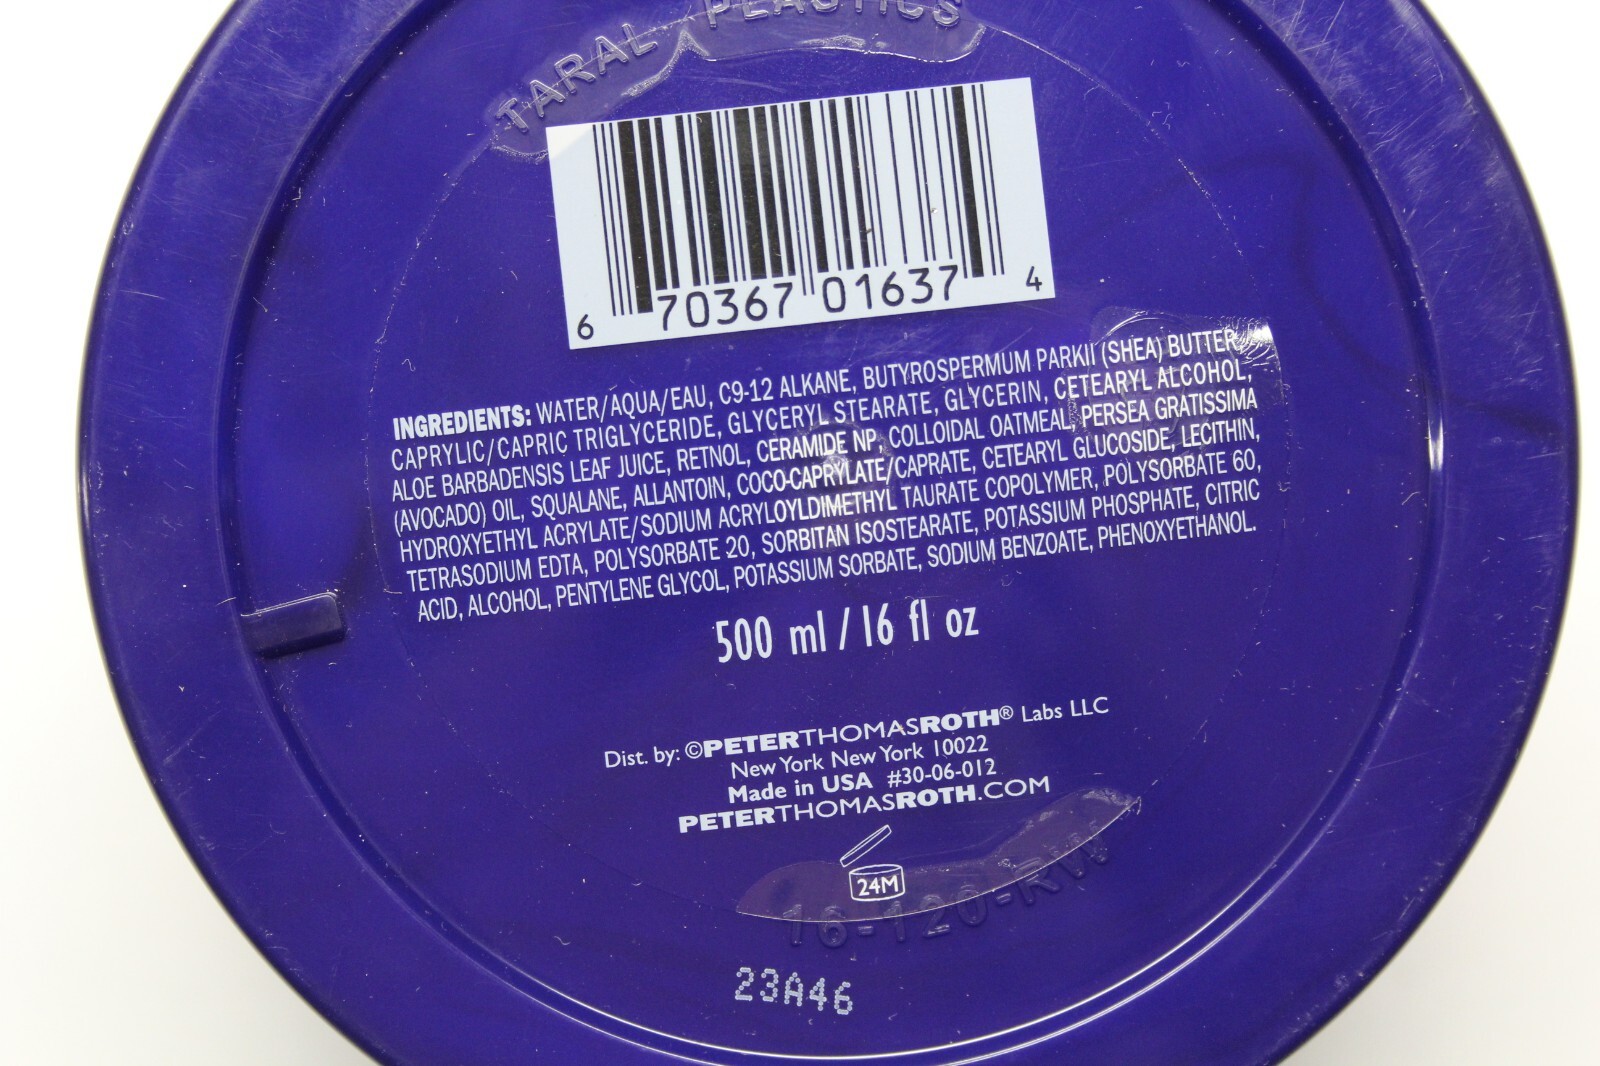 TARAL PLASTICS
6 70367 01637 4
INGREDIENTS: WATER/AQUA/EAU, C9-12 ALKANE, BUTYROSPERMUM PARKII (SHEA) BUTTER,
CAPRYLIC/CAPRIC TRIGLYCERIDE, GLYCERYL STEARATE, GLYCERIN, CETEARYL ALCOHOL,
ALOE BARBADENSIS LEAF JUICE, RETNOL, CERAMIDE NP, COLLOIDAL OATMEAL, PERSEA GRATISSIMA
(AVOCADO) OIL, SQUALANE, ALLANTOIN, COCO-CAPRYLATE/CAPRATE, CETEARYL GLUCOSIDE, LECITHIN,
HYDROXYETHYL ACRYLATE/SODIUM ACRYLOYLDIMETHYL TAURATE COPOLYMER, POLYSORBATE 60,
TETRASODIUM EDTA, POLYSORBATE 20, SORBITAN ISOSTEARATE, POTASSIUM PHOSPHATE, CITRIC
ACID, ALCOHOL, PENTYLENE GLYCOL, POTASSIUM SORBATE, SODIUM BENZOATE, PHENOXYETHANOL.
500 ml / 16 fl oz
Dist. by: ©PETERTHOMASROTH® Labs LLC
New York New York 10022
Made in USA #30-06-012
PETERTHOMASROTH.COM
24M
16-120-RW
23A46